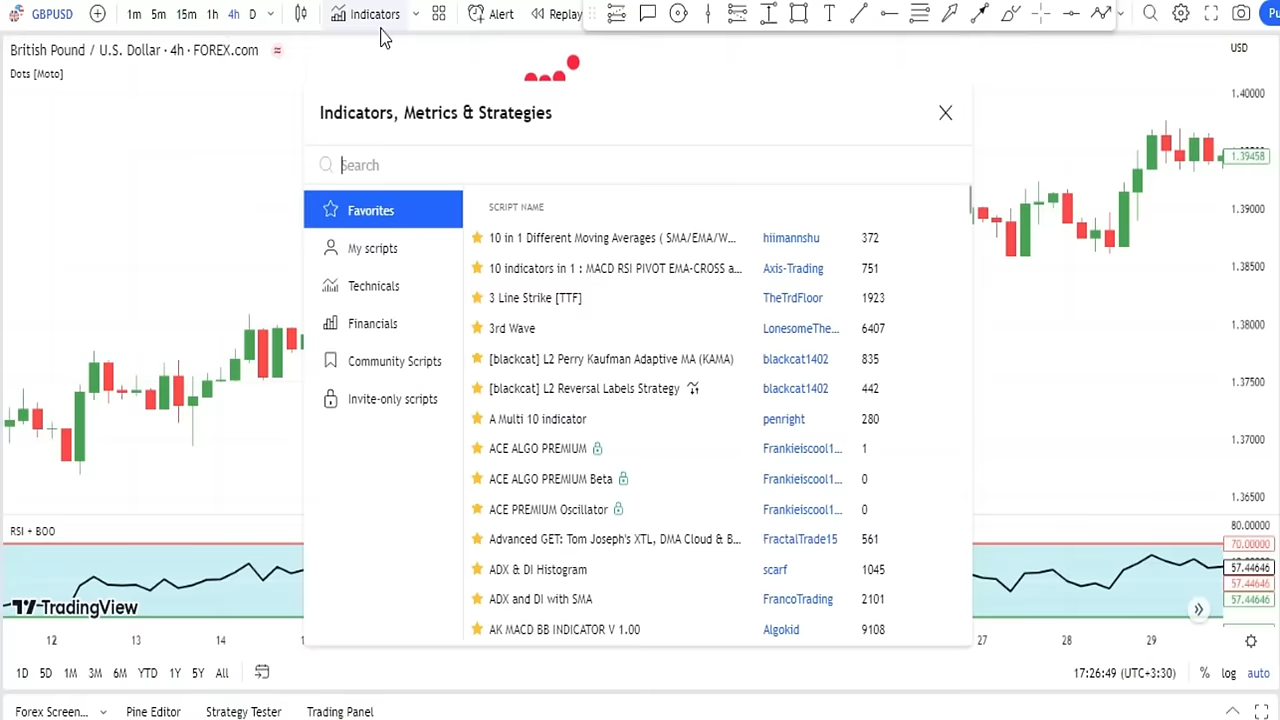 GBPUSD 1m 5m 15m 1h 4h D Indicators Alert Replay
British Pound / U.S. Dollar · 4h · FOREX.com
USD
Dots [Moto]
1.40000
Indicators, Metrics & Strategies
1.39458
Search
Favorites
My scripts
Technicals
Financials
Community Scripts
Invite-only scripts
SCRIPT NAME
10 in 1 Different Moving Averages ( SMA/EMA/W... hiimannshu 372
10 indicators in 1 : MACD RSI PIVOT EMA-CROSS a... Axis-Trading 751
3 Line Strike [TTF] TheTrdFloor 1923
3rd Wave LonesomeThe... 6407
[blackcat] L2 Perry Kaufman Adaptive MA (KAMA) blackcat1402 835
[blackcat] L2 Reversal Labels Strategy blackcat1402 442
A Multi 10 indicator penright 280
ACE ALGO PREMIUM Frankieiscool1... 1
ACE ALGO PREMIUM Beta Frankieiscool1... 0
ACE PREMIUM Oscillator Frankieiscool1... 0
Advanced GET: Tom Joseph's XTL, DMA Cloud & B... FractalTrade15 561
ADX & DI Histogram scarf 1045
ADX and DI with SMA FrancoTrading 2101
AK MACD BB INDICATOR V 1.00 Algokid 9108
1.39000
1.38500
1.38000
1.37500
1.37000
1.36500
RSI + BOO
80.00000
70.00000
57.44646
57.44646
57.44646
TradingView
12 13 14 27 28 29
1D 5D 1M 3M 6M YTD 1Y 5Y All 17:26:49 (UTC+3:30) % log auto
Forex Screen... Pine Editor Strategy Tester Trading Panel